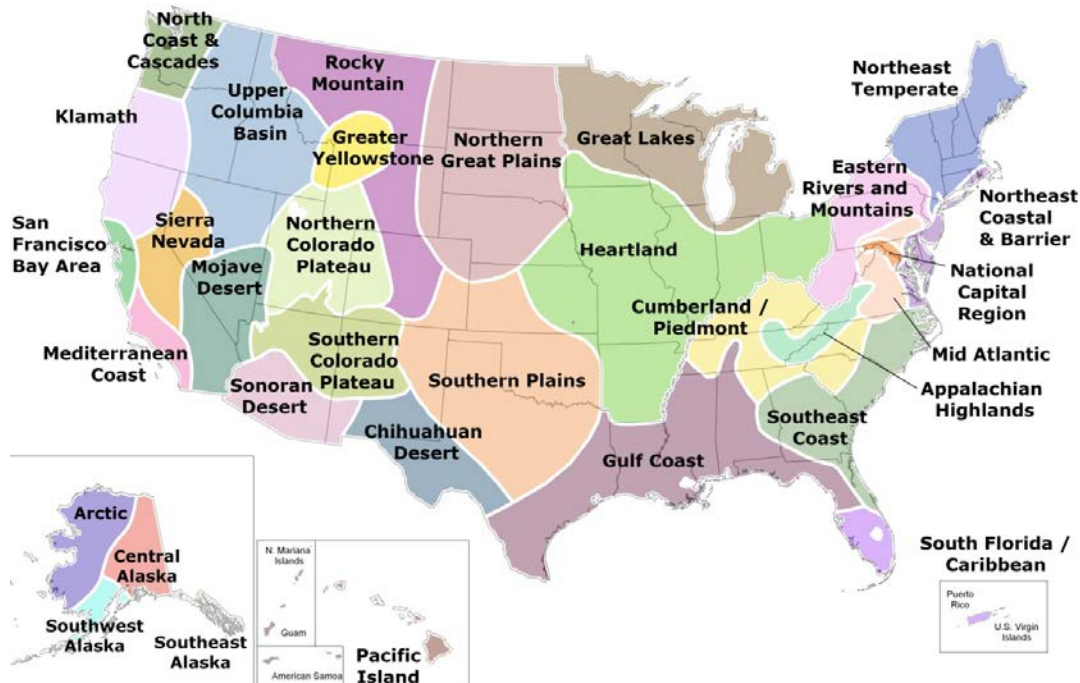 North
Coast &
Cascades
Rocky
Mountain
Northeast
Temperate
Klamath
Upper
Columbia
Basin
Greater
Yellowstone
Northern
Great Plains
Great Lakes
Eastern
Rivers and
Mountains
San
Francisco
Bay Area
Sierra
Nevada
Northern
Colorado
Plateau
Heartland
Northeast
Coastal
& Barrier
Mojave
Desert
National
Capital
Region
Cumberland /
Piedmont
Mediterranean
Coast
Southern
Colorado
Plateau
Mid Atlantic
Sonoran
Desert
Southern Plains
Appalachian
Highlands
Chihuahuan
Desert
Southeast
Coast
Gulf Coast
Arctic
Central
Alaska
Southwest
Alaska
Southeast
Alaska
N. Mariana
Islands
Guam
American Samoa
Pacific
Island
South Florida /
Caribbean
Puerto
Rico
U.S. Virgin
Islands